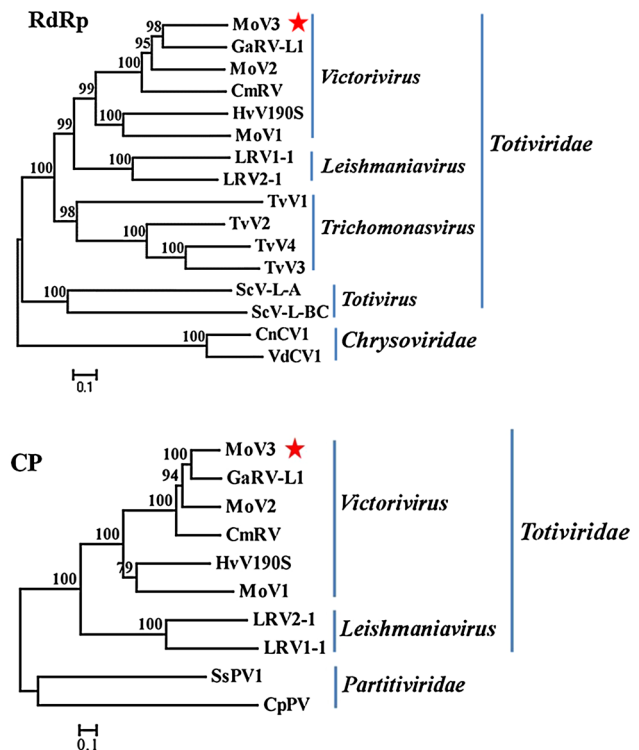 RdRp
98 MoV3
GaRV-L1
95
MoV2
100
CmRV
Victorivirus
99
HvV190S
100
MoV1
99
LRV1-1
100
LRV2-1
Leishmaniavirus
Totiviridae
100
TvV1
98
TvV2
100
TvV4
100
TvV3
Trichomonasvirus
ScV-L-A
100
ScV-L-BC
Totivirus
CnCV1
100
VdCV1
Chrysoviridae
0.1
CP
MoV3
100
GaRV-L1
94
MoV2
100
CmRV
Victorivirus
100
HvV190S
79
MoV1
Totiviridae
100
LRV2-1
100
LRV1-1
Leishmaniavirus
SsPV1
CpPV
Partitiviridae
0.1